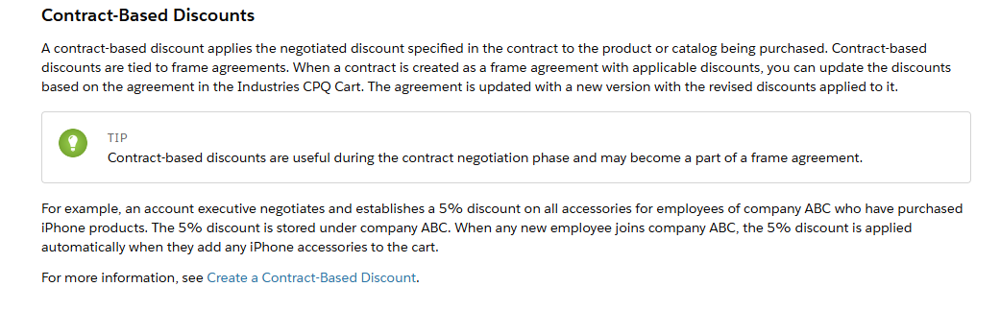 Contract-Based Discounts
A contract-based discount applies the negotiated discount specified in the contract to the product or catalog being purchased. Contract-based
discounts are tied to frame agreements. When a contract is created as a frame agreement with applicable discounts, you can update the discounts
based on the agreement in the Industries CPQ Cart. The agreement is updated with a new version with the revised discounts applied to it.
TIP
Contract-based discounts are useful during the contract negotiation phase and may become a part of a frame agreement.
For example, an account executive negotiates and establishes a 5% discount on all accessories for employees of company ABC who have purchased
iPhone products. The 5% discount is stored under company ABC. When any new employee joins company ABC, the 5% discount is applied
automatically when they add any iPhone accessories to the cart.
For more information, see Create a Contract-Based Discount.